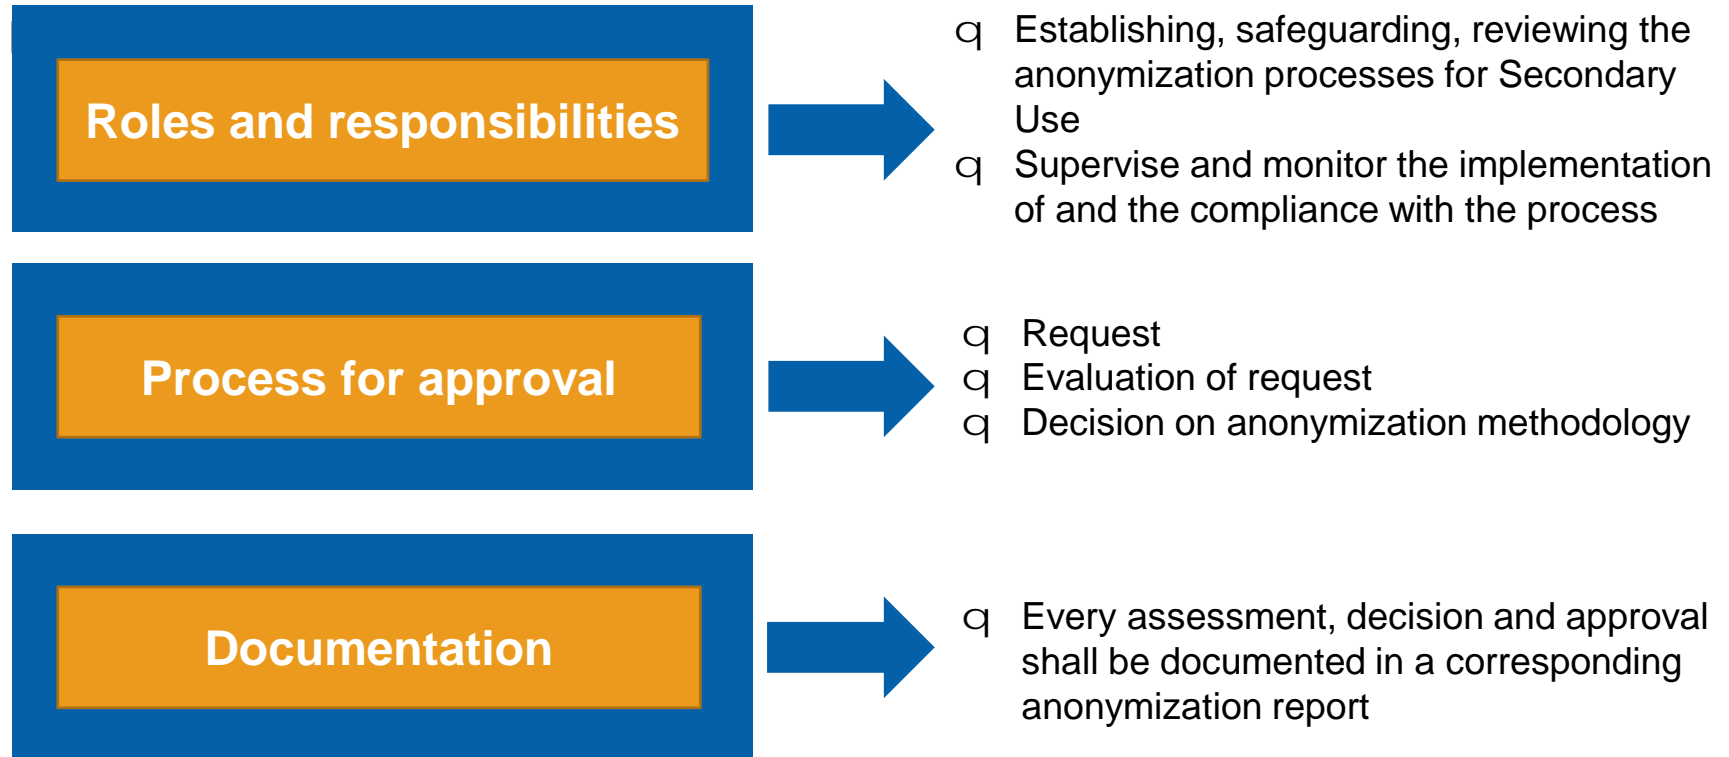 Roles and responsibilities
q Establishing, safeguarding, reviewing the
anonymization processes for Secondary
Use
q Supervise and monitor the implementation
of and the compliance with the process
Process for approval
q Request
q Evaluation of request
q Decision on anonymization methodology
Documentation
q Every assessment, decision and approval
shall be documented in a corresponding
anonymization report